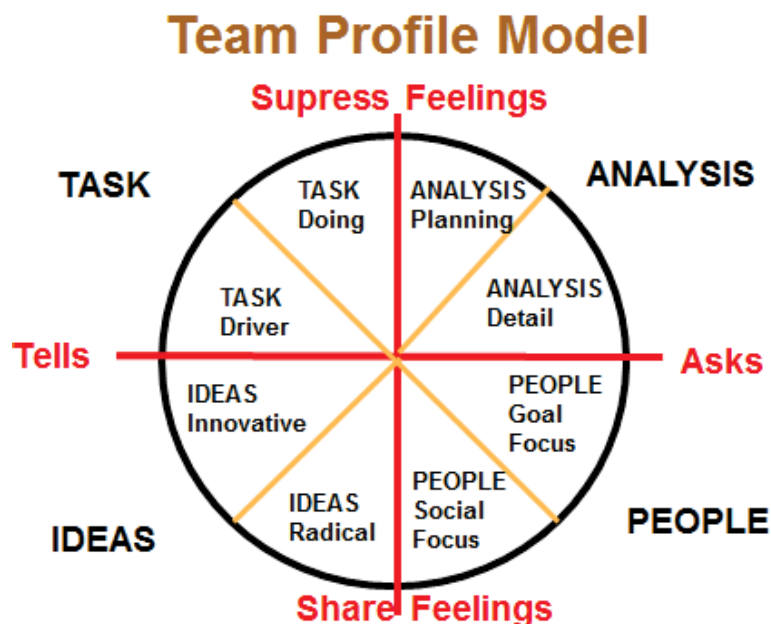 Team Profile Model
Supress Feelings
TASK
ANALYSIS
TASK
Doing
ANALYSIS
Planning
TASK
Driver
ANALYSIS
Detail
Tells
Asks
IDEAS
Innovative
PEOPLE
Goal
Focus
IDEAS
Radical
PEOPLE
Social
Focus
IDEAS
PEOPLE
Share Feelings